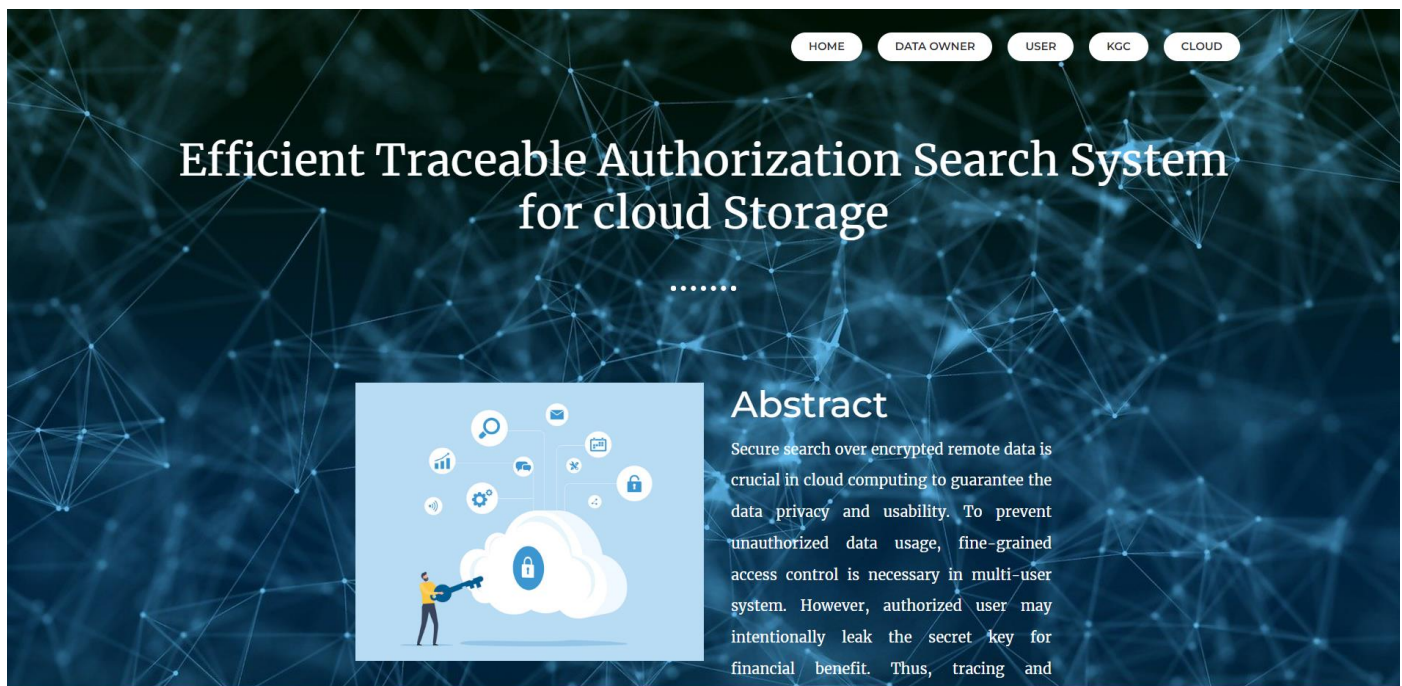 HOME DATA OWNER USER KGC CLOUD
Efficient Traceable Authorization Search System
for cloud Storage
Abstract
Secure search over encrypted remote data is
crucial in cloud computing to guarantee the
data privacy and usability. To prevent
unauthorized data usage, fine-grained
access control is necessary in multi-user
system. However, authorized user may
intentionally leak the secret key for
financial benefit. Thus, tracing and